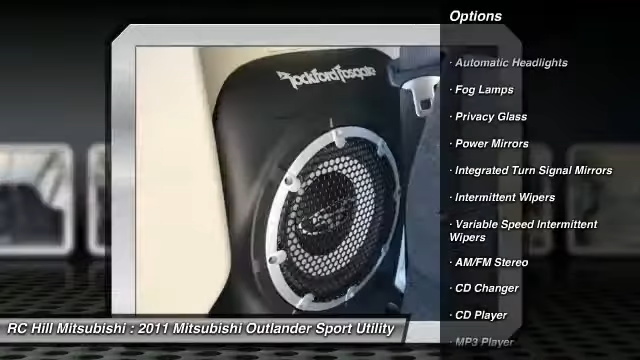 Options
· Automatic Headlights
· Fog Lamps
· Privacy Glass
· Power Mirrors
· Integrated Turn Signal Mirrors
· Intermittent Wipers
· Variable Speed Intermittent
Wipers
· AM/FM Stereo
· CD Changer
· CD Player
· MP3 Player
Rockford Fosgate
RC Hill Mitsubishi : 2011 Mitsubishi Outlander Sport Utility